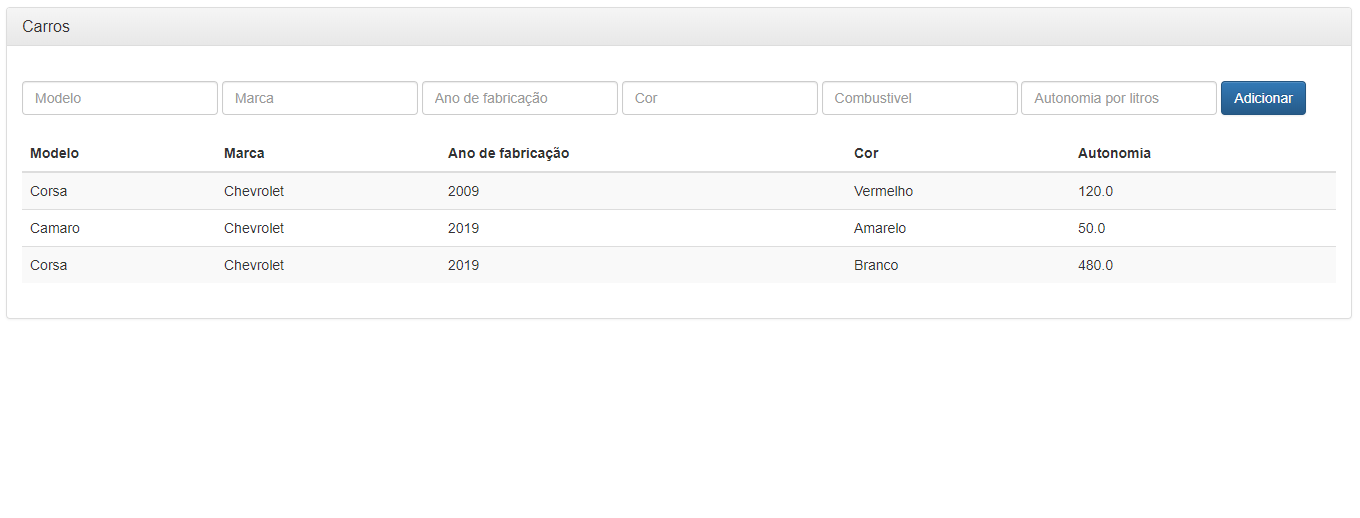 Carros
Modelo Marca Ano de fabricação Cor Combustivel Autonomia por litros Adicionar
Modelo Marca Ano de fabricação Cor Autonomia
Corsa Chevrolet 2009 Vermelho 120.0
Camaro Chevrolet 2019 Amarelo 50.0
Corsa Chevrolet 2019 Branco 480.0